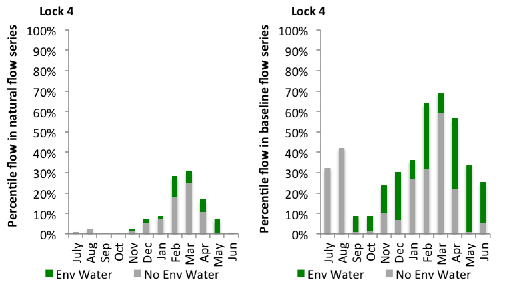 Lock 4
Percentile flow in natural flow series
100%
90%
80%
70%
60%
50%
40%
30%
20%
10%
0%
July Aug Sep Oct Nov Dec Jan Feb Mar Apr May Jun
Env Water No Env Water
Lock 4
Percentile flow in baseline flow series
100%
90%
80%
70%
60%
50%
40%
30%
20%
10%
0%
July Aug Sep Oct Nov Dec Jan Feb Mar Apr May Jun
Env Water No Env Water